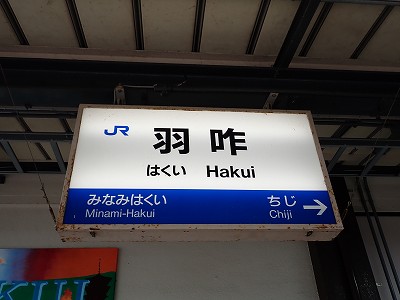 JR 羽咋
はくい Hakui
みなみはくい ちじ →
Minami-Hakui Chiji